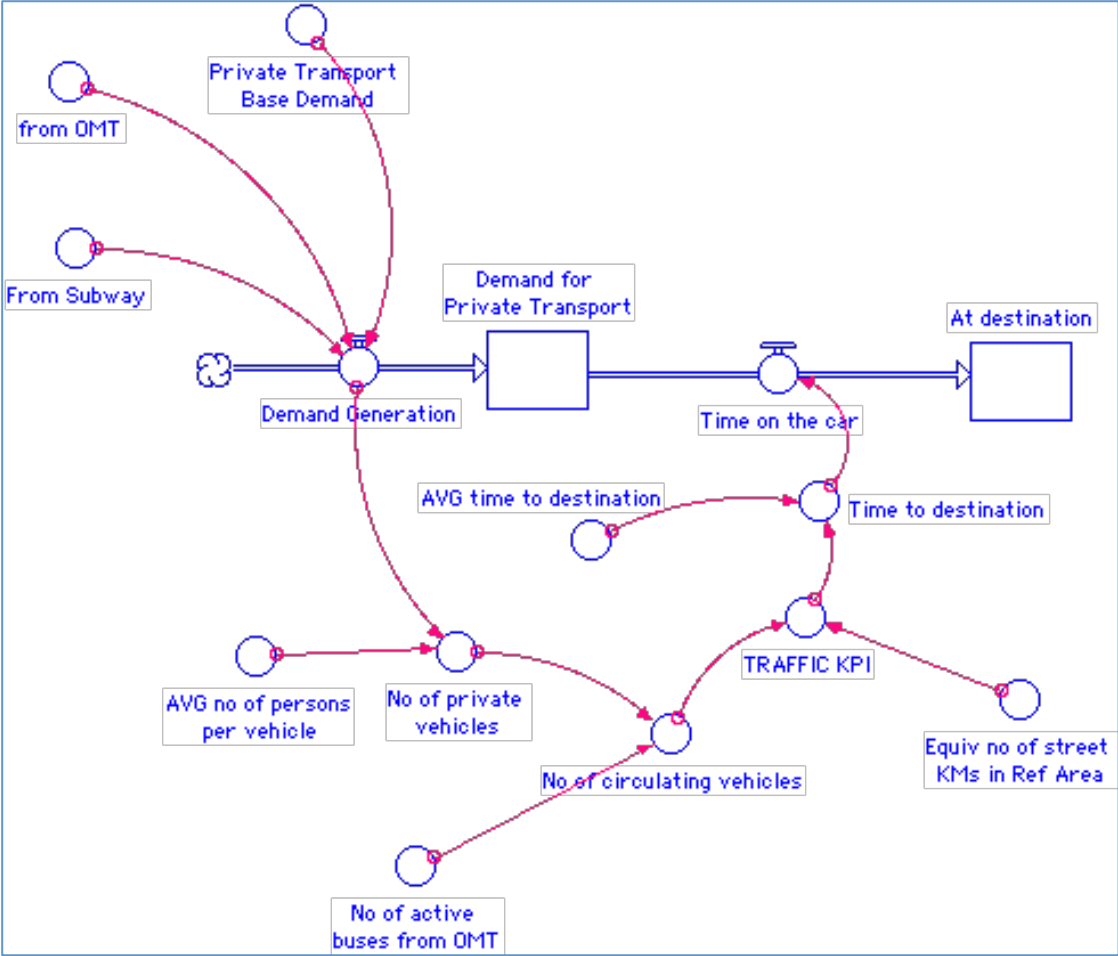 Private Transport
Base Demand
from OMT
From Subway
Demand for
Private Transport
At destination
Demand Generation
Time on the car
AVG time to destination
Time to destination
TRAFFIC KPI
AVG no of persons
per vehicle
No of private
vehicles
No of circulating vehicles
Equiv no of street
KMs in Ref Area
No of active
buses from OMT